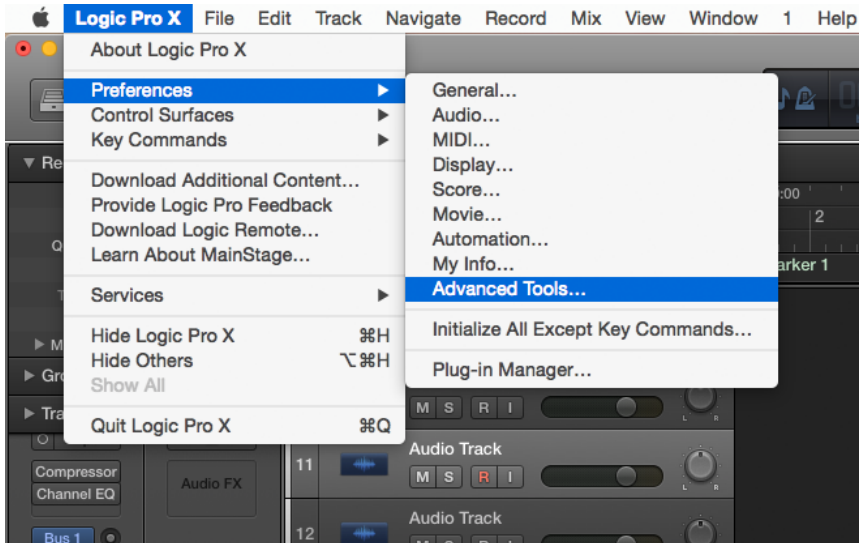 Logic Pro X File Edit Track Navigate Record Mix View Window 1 Help
About Logic Pro X
Preferences
Control Surfaces
Key Commands
Download Additional Content...
Provide Logic Pro Feedback
Download Logic Remote...
Learn About MainStage...
Services
Hide Logic Pro X ⌘H
Hide Others ⌥⌘H
Show All
Quit Logic Pro X ⌘Q
General...
Audio...
MIDI...
Display...
Score...
Movie...
Automation...
My Info...
Advanced Tools...
Initialize All Except Key Commands...
Plug-in Manager...
Re
Q
T
M
Gro
Tra
:00
2
arker 1
M S R I
L R
Audio Track
11
M S R I
L R
Audio Track
12
Compressor
Channel EQ
Audio FX
Bus 1